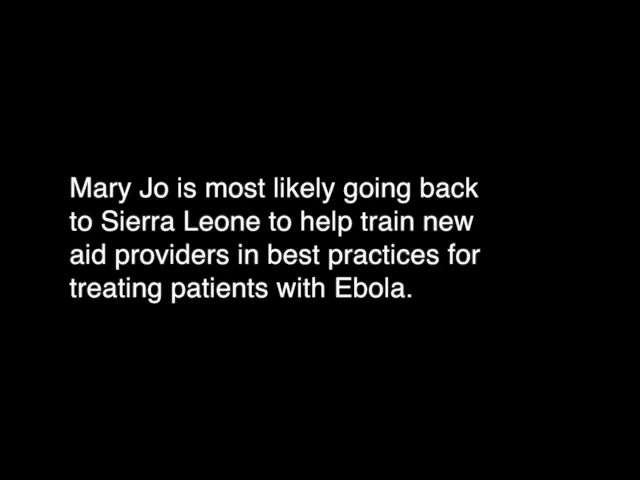 Mary Jo is most likely going back
to Sierra Leone to help train new
aid providers in best practices for
treating patients with Ebola.